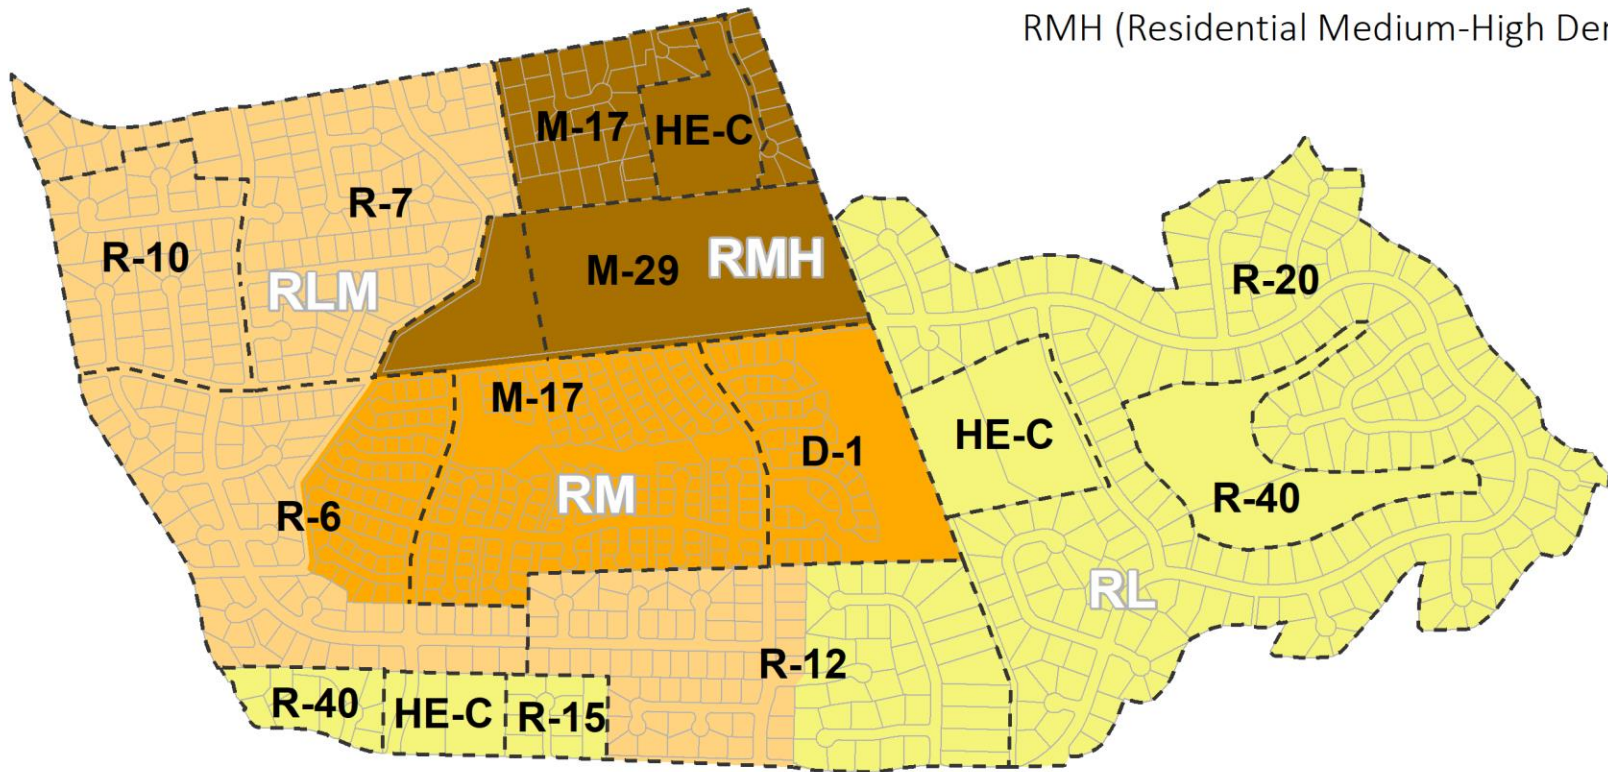 RMH (Residential Medium-High Den
M-17
HE-C
R-7
R-10
M-29
RMH
RLM
R-20
M-17
D-1
HE-C
RM
R-6
R-40
RL
R-12
R-40
HE-C
R-15